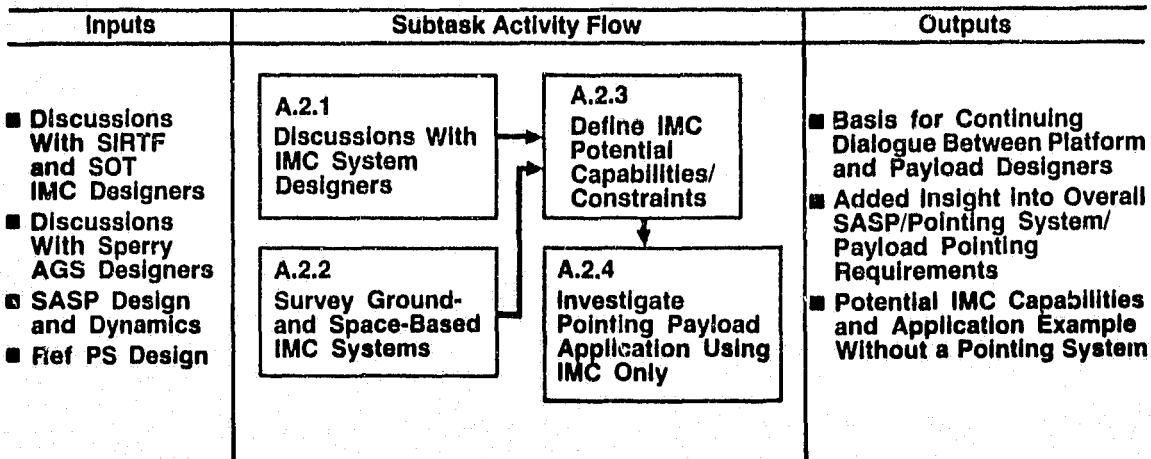 Inputs
Subtask Activity Flow
Outputs
■ Discussions
With SIRTF
and SOT
IMC Designers
■ Discussions
With Sperry
AGS Designers
■ SASP Design
and Dynamics
■ Ref PS Design
A.2.1
Discussions With
IMC System
Designers
A.2.2
Survey Ground-
and Space-Based
IMC Systems
A.2.3
Define IMC
Potential
Capabilities/
Constraints
A.2.4
Investigate
Pointing Payload
Application Using
IMC Only
■ Basis for Continuing
Dialogue Between Platform
and Payload Designers
■ Added Insight into Overall
SASP/Pointing System/
Payload Pointing
Requirements
■ Potential IMC Capabilities
and Application Example
Without a Pointing System